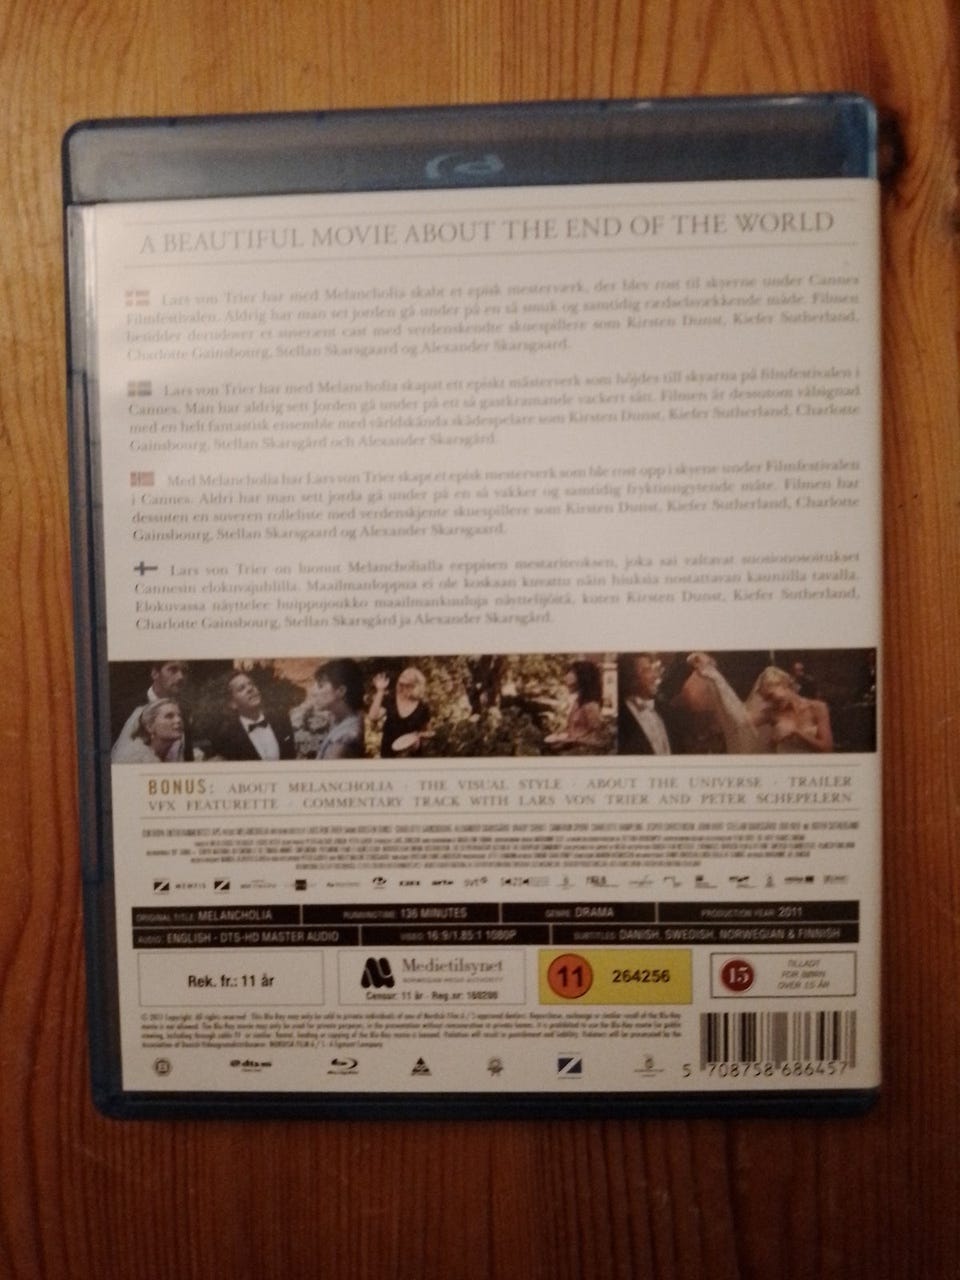 A BEAUTIFUL MOVIE ABOUT THE END OF THE WORLD
Lars von Trier har med Melancholia skabt et episk mesterværk, der blev rost til skyerne under Cannes
Filmfestivalen. Aldrig har man set jorden gå under på en så smuk og samtidig rædselsvækkende måde. Filmen
byder derudover et suverænt cast med verdenskendte skuespillere som Kirsten Dunst, Kiefer Sutherland,
Charlotte Gainsbourg, Stellan Skarsgaard og Alexander Skarsgaard.
Lars von Trier har med Melancholia skapat ett episkt mästerverk som höjdes till skyarna på filmfestivalen i
Cannes. Man har aldrig sett Jorden gå under på ett så gastkramande vackert sätt. Filmen är dessutom välsignad
med en helt fantastisk ensemble med världskända skådespelare som Kirsten Dunst, Kiefer Sutherland, Charlotte
Gainsbourg, Stellan Skarsgård och Alexander Skarsgård.
Med Melancholia har Lars von Trier skapt et episk mesterverk som ble rost opp i skyene under Filmfestivalen
i Cannes. Aldri har man sett jorda gå under på en så vakker og samtidig fryktinngytende måte. Filmen har
dessuten en suveren rolleliste med verdenskjente skuespillere som Kirsten Dunst, Kiefer Sutherland, Charlotte
Gainsbourg, Stellan Skarsgaard og Alexander Skarsgaard.
Lars von Trier on luonut Melancholialla eeppisen mestariteoksen, joka sai valtavat suosionosoitukset
Cannesin elokuvajuhlilla. Maailmanloppua ei ole koskaan kuvattu näin hiuksia nostattavan kauniilla tavalla.
Elokuvassa näyttelee huippujoukko maailmankuuluja näyttelijöitä, kuten Kirsten Dunst, Kiefer Sutherland,
Charlotte Gainsbourg, Stellan Skarsgård ja Alexander Skarsgård.
BONUS: ABOUT MELANCHOLIA · THE VISUAL STYLE · ABOUT THE UNIVERSE · TRAILER
VFX FEATURETTE · COMMENTARY TRACK WITH LARS VON TRIER AND PETER SCHEPELERN
ORIGINAL TITLE: MELANCHOLIA RUNNINGTIME: 136 MINUTES GENRE: DRAMA PRODUCTION YEAR: 2011
AUDIO: ENGLISH - DTS-HD MASTER AUDIO VIDEO: 16:9/1.85:1 1080P SUBTITLES: DANISH, SWEDISH, NORWEGIAN & FINNISH
Rek. fr.: 11 år
Medietilsynet
NORWEGIAN MEDIA AUTHORITY
Censur: 11 år - Reg.nr:
11 264256
15 TILLADT
FOR BØRN
OVER 15 ÅR
5 708758 686457